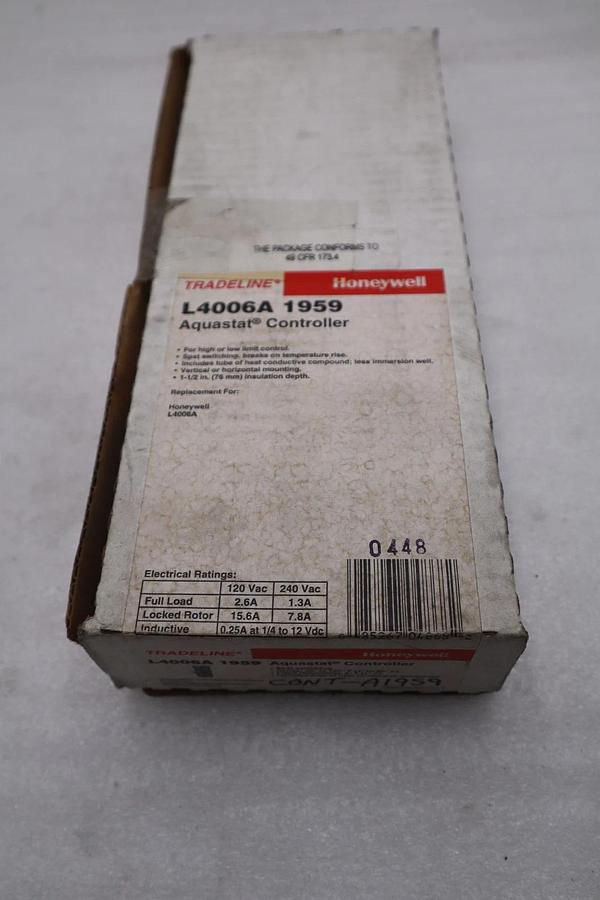 THE PACKAGE CONFORMS TO
49 CFR 173.4
TRADELINE® Honeywell
L4006A 1959
Aquastat® Controller
• For high or low limit control.
• Spst switching, breaks on temperature rise.
• Includes tube of heat conductive compound; less immersion well.
• Vertical or horizontal mounting.
• 1-1/2 in. (76 mm) insulation depth.
Replacement For:
Honeywell
L4006A
0448
Electrical Ratings:
120 Vac 240 Vac
Full Load 2.6A 1.3A
Locked Rotor 15.6A 7.8A
Inductive 0.25A at 1/4 to 12 Vdc
TRADELINE® Honeywell
L4006A 1959 Aquastat® Controller
CONT-A1959